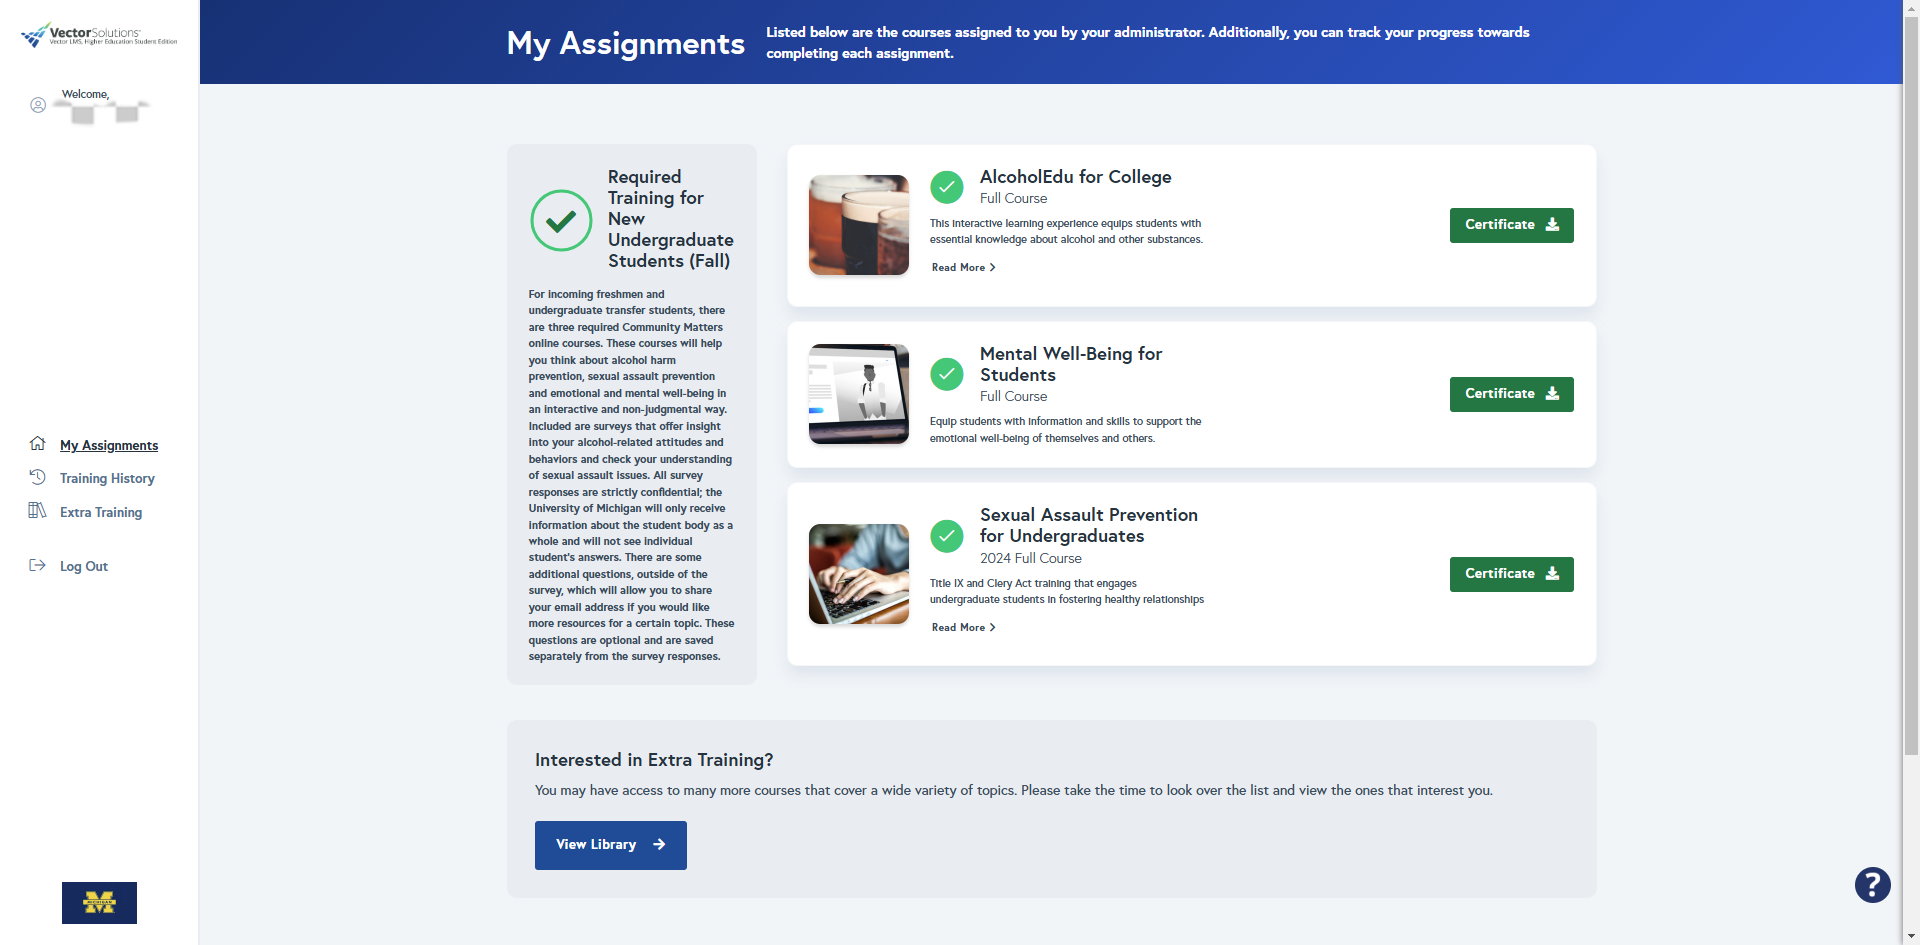 VectorSolutions
Vector LMS, Higher Education Student Edition
Welcome,
My Assignments
Training History
Extra Training
Log Out
MICHIGAN
My Assignments
Listed below are the courses assigned to you by your administrator. Additionally, you can track your progress towards
completing each assignment.
Required
Training for
New
Undergraduate
Students (Fall)
For incoming freshmen and
undergraduate transfer students, there
are three required Community Matters
online courses. These courses will help
you think about alcohol harm
prevention, sexual assault prevention
and emotional and mental well-being in
an interactive and non-judgmental way.
Included are surveys that offer insight
into your alcohol-related attitudes and
behaviors and check your understanding
of sexual assault issues. All survey
responses are strictly confidential; the
University of Michigan will only receive
information about the student body as a
whole and will not see individual
student's answers. There are some
additional questions, outside of the
survey, which will allow you to share
your email address if you would like
more resources for a certain topic. These
questions are optional and are saved
separately from the survey responses.
AlcoholEdu for College
Full Course
This interactive learning experience equips students with
essential knowledge about alcohol and other substances.
Read More
Certificate
Mental Well-Being for
Students
Full Course
Equip students with information and skills to support the
emotional well-being of themselves and others.
Certificate
Sexual Assault Prevention
for Undergraduates
2024 Full Course
Title IX and Clery Act training that engages
undergraduate students in fostering healthy relationships
Read More
Certificate
Interested in Extra Training?
You may have access to many more courses that cover a wide variety of topics. Please take the time to look over the list and view the ones that interest you.
View Library
?